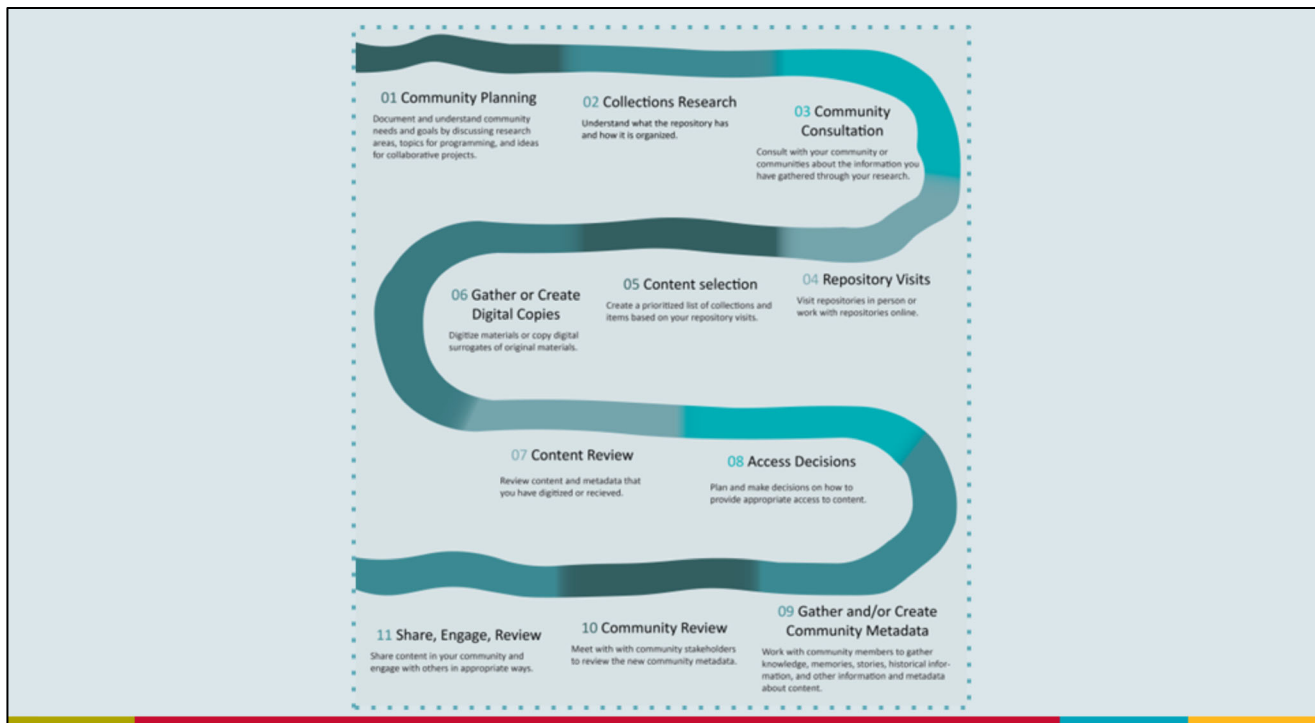 01 Community Planning
Document and understand community
needs and goals by discussing research
areas, topics for programming, and ideas
for collaborative projects.
02 Collections Research
Understand what the repository has
and how it is organized.
03 Community
Consultation
Consult with your community or
communities about the information you
have gathered through your research.
04 Repository Visits
Visit repositories in person or
work with repositories online.
05 Content selection
Create a prioritized list of collections and
items based on your repository visits.
06 Gather or Create
Digital Copies
Digitize materials or copy digital
surrogates of original materials.
07 Content Review
Review content and metadata that
you have digitized or recieved.
08 Access Decisions
Plan and make decisions on how to
provide appropriate access to content.
09 Gather and/or Create
Community Metadata
Work with community members to gather
knowledge, memories, stories, historical infor-
mation, and other information and metadata
about content.
10 Community Review
Meet with with community stakeholders
to review the new community metadata.
11 Share, Engage, Review
Share content in your community and
engage with others in appropriate ways.